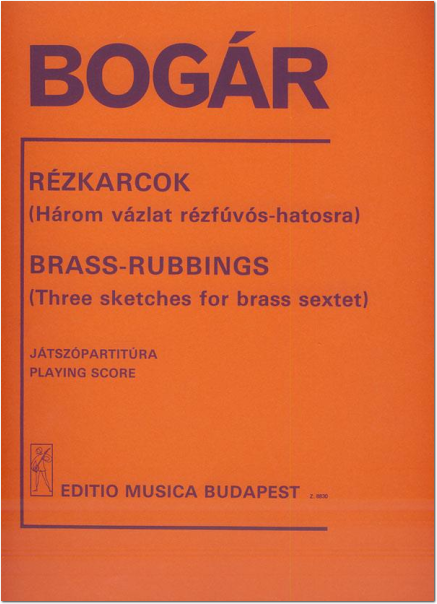 BOGÁR
RÉZKARCOK
(Három vázlat rézfúvós-hatosra)
BRASS-RUBBINGS
(Three sketches for brass sextet)
JÁTSZÓPARTITÚRA
PLAYING SCORE
EDITIO MUSICA BUDAPEST